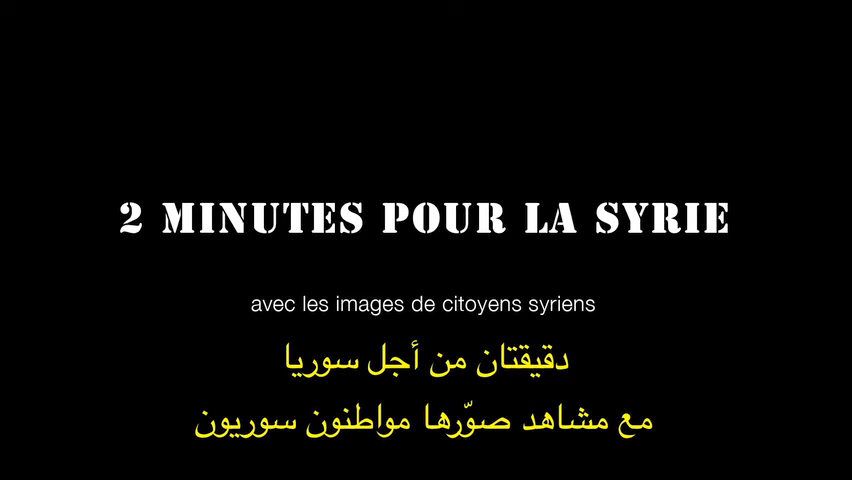 2 MINUTES POUR LA SYRIE
avec les images de citoyens syriens
دقيقتان من أجل سوريا
مع مشاهد صوّرها مواطنون سوريون